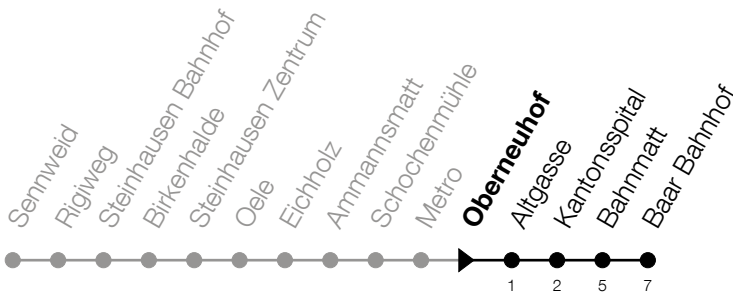 Sennweid
Rigiweg
Steinhausen Bahnhof
Birkenhalde
Steinhausen Zentrum
Oele
Eichholz
Ammannsmatt
Schochenmühle
Metro
Oberneuhof
Altgasse
Kantonsspital
Bahnmatt
Baar Bahnhof
1 2 5 7